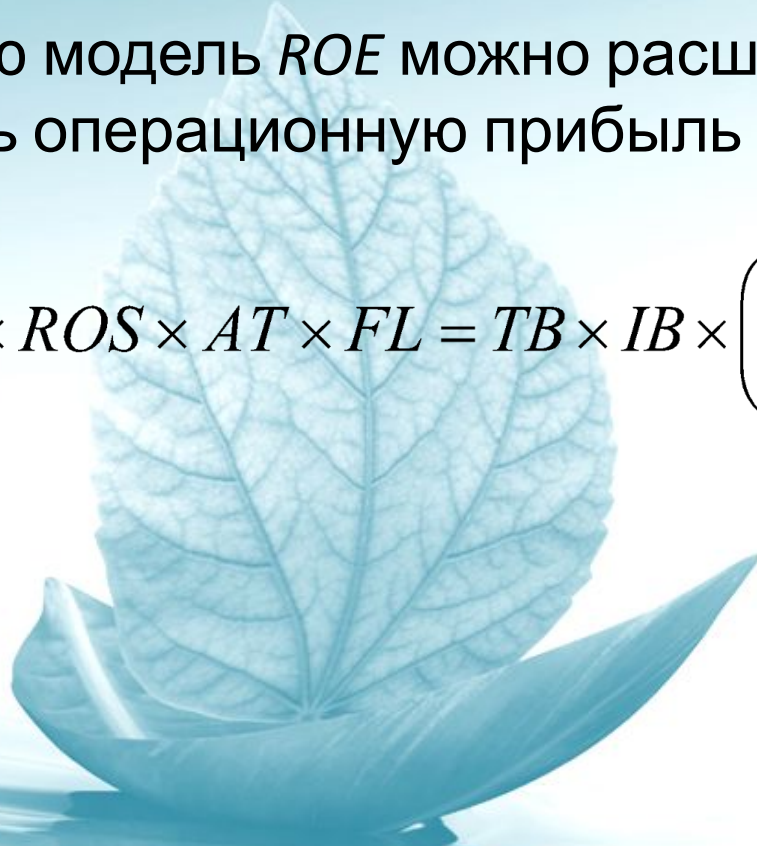 ю модель ROE можно расш
ь операционную прибыль
× ROS × AT × FL = TB × IB × (